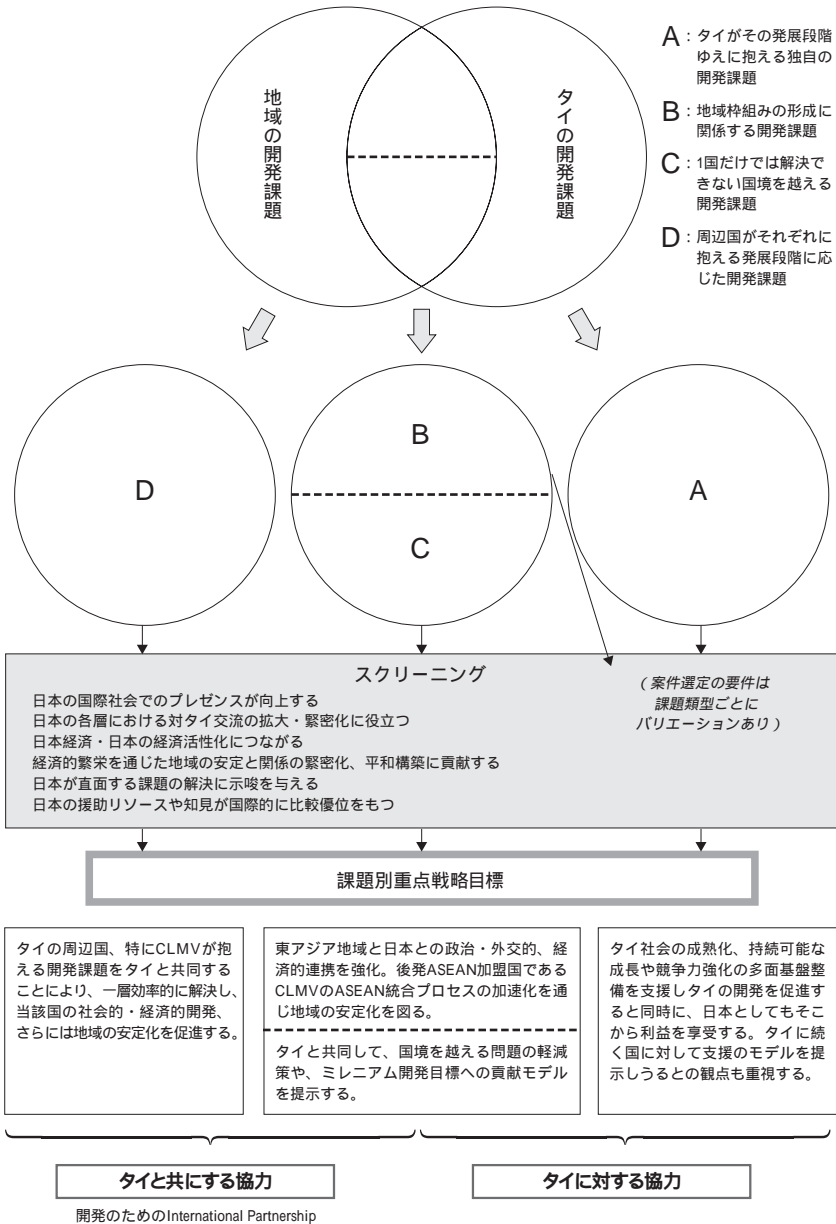 地域の開発課題
タイの開発課題
A：タイがその発展段階
ゆえに抱える独自の
開発課題
B：地域枠組みの形成に
関係する開発課題
C：1国だけでは解決で
きない国境を越える
開発課題
D：周辺国がそれぞれに
抱える発展段階に応
じた開発課題
D
B
C
A
スクリーニング
日本の国際社会でのプレゼンスが向上する
日本の各層における対タイ交流の拡大・緊密化に役立つ
日本経済・日本の経済活性化につながる
経済的繁栄を通じた地域の安定と関係の緊密化、平和構築に貢献する
日本が直面する課題の解決に示唆を与える
日本の援助リソースや知見が国際的に比較優位をもつ
（案件選定の要件は
課題類型ごとに
バリエーションあり）
課題別重点戦略目標
タイの周辺国、特にCLMVが抱
える開発課題をタイと共同する
ことにより、一層効率的に解決し、
当該国の社会的・経済的開発、
さらには地域の安定化を促進する。
東アジア地域と日本との政治・外交的、経
済的連携を強化。後発ASEAN加盟国である
CLMVのASEAN統合プロセスの加速化を通
じ地域の安定化を図る。
タイと共同して、国境を越える問題の軽減
策や、ミレニアム開発目標への貢献モデル
を提示する。
タイ社会の成熟化、持続可能な
成長や競争力強化の多面基盤整
備を支援しタイの開発を促進す
ると同時に、日本としてもそこ
から利益を享受する。タイに続
く国に対して支援のモデルを提
示しうるとの観点も重視する。
タイと共にする協力
タイに対する協力
開発のためのInternational Partnership